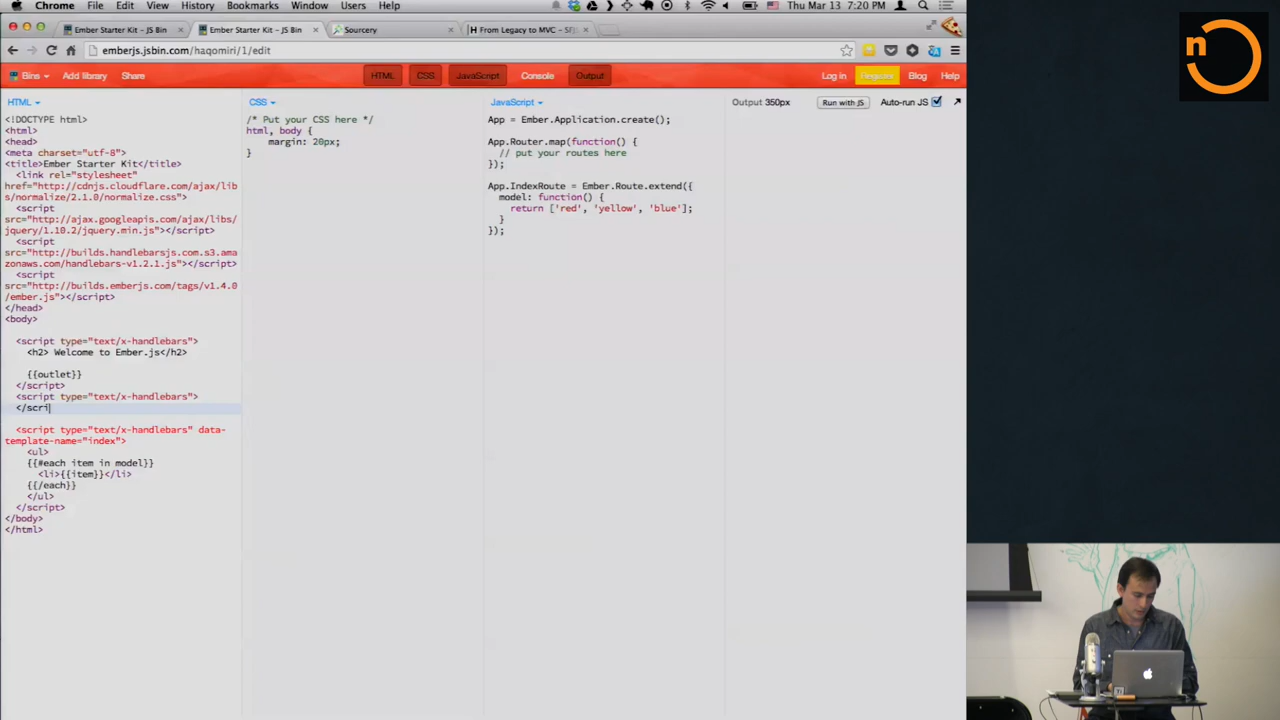 Chrome File Edit View History Bookmarks Window Users Help
Thu Mar 13 7:20 PM
Ember Starter Kit – JS Bin
Ember Starter Kit – JS Bin
Sourcery
From Legacy to MVC – SFJS
emberjs.jsbin.com/haqomiri/1/edit
Bins Add library Share
HTML CSS JavaScript Console Output
Log in Register Blog Help
HTML
<!DOCTYPE html>
<html>
<head>
<meta charset="utf-8">
<title>Ember Starter Kit</title>
<link rel="stylesheet"
href="http://cdnjs.cloudflare.com/ajax/lib
s/normalize/2.1.0/normalize.css">
<script
src="http://ajax.googleapis.com/ajax/libs/
jquery/1.10.2/jquery.min.js"></script>
<script
src="http://builds.handlebarsjs.com.s3.ama
zonaws.com/handlebars-v1.2.1.js"></script>
<script
src="http://builds.emberjs.com/tags/v1.4.0
/ember.js"></script>
</head>
<body>
<script type="text/x-handlebars">
<h2> Welcome to Ember.js</h2>
{{outlet}}
</script>
<script type="text/x-handlebars">
</scri
<script type="text/x-handlebars" data-
template-name="index">
<ul>
{{#each item in model}}
<li>{{item}}</li>
{{/each}}
</ul>
</script>
</body>
</html>
CSS
/* Put your CSS here */
html, body {
margin: 20px;
}
JavaScript
App = Ember.Application.create();
App.Router.map(function() {
// put your routes here
});
App.IndexRoute = Ember.Route.extend({
model: function() {
return ['red', 'yellow', 'blue'];
}
});
Output 350px
Run with JS
Auto-run JS
n